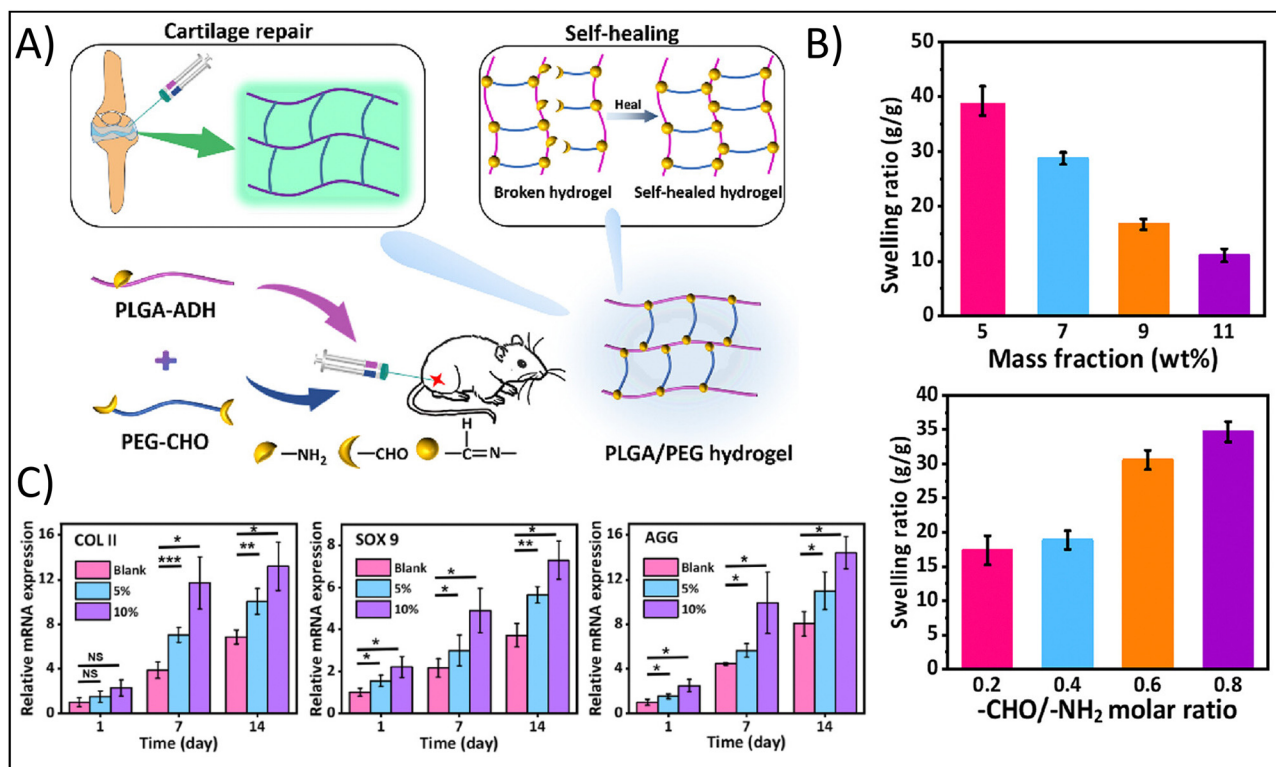 A)
Cartilage repair
Self-healing
Heal
Broken hydrogel
Self-healed hydrogel
PLGA-ADH
+
PEG-CHO
—NH₂
—CHO
H
—C=N—
PLGA/PEG hydrogel
B)
Swelling ratio (g/g)
50
40
30
20
10
0
5 7 9 11
Mass fraction (wt%)
Swelling ratio (g/g)
45
40
35
30
25
20
15
10
5
0
0.2 0.4 0.6 0.8
-CHO/-NH₂ molar ratio
C)
Relative mRNA expression
16
12
8
4
0
COL II
Blank
5%
10%
NS
NS
***
*
**
*
1 7 14
Time (day)
Relative mRNA expression
10
8
6
4
2
0
SOX 9
Blank
5%
10%
*
*
*
*
**
*
1 7 14
Time (day)
Relative mRNA expression
16
12
8
4
0
AGG
Blank
5%
10%
*
*
*
*
*
*
1 7 14
Time (day)